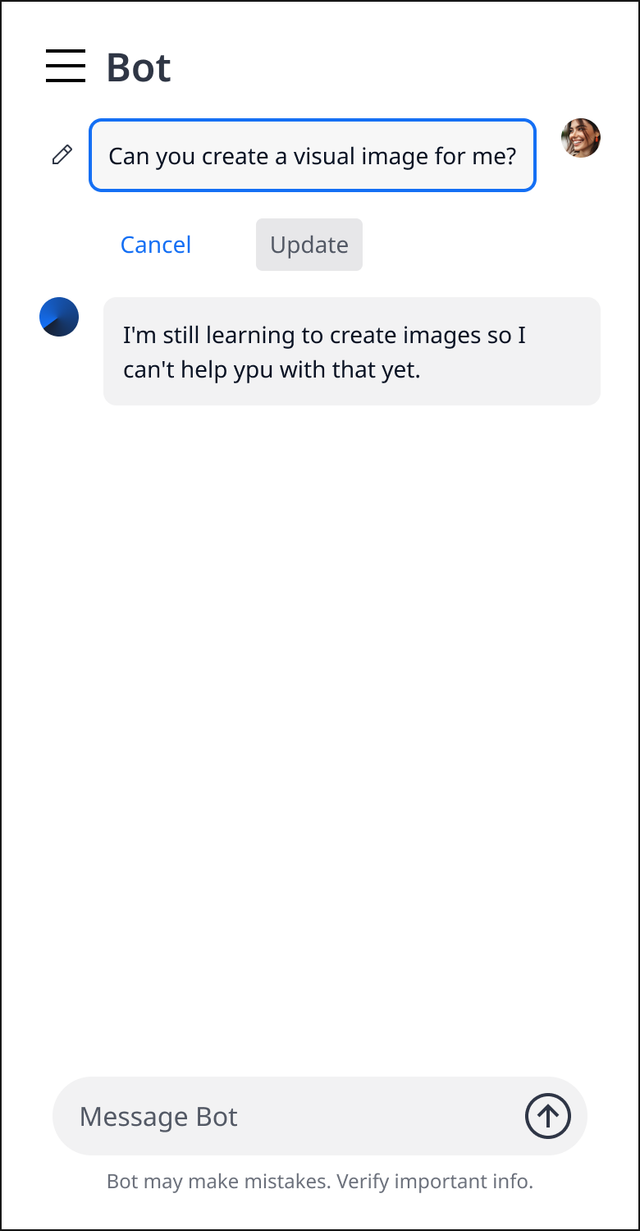 Bot
Can you create a visual image for me?
Cancel Update
I'm still learning to create images so I
can't help ypu with that yet.
Message Bot
Bot may make mistakes. Verify important info.